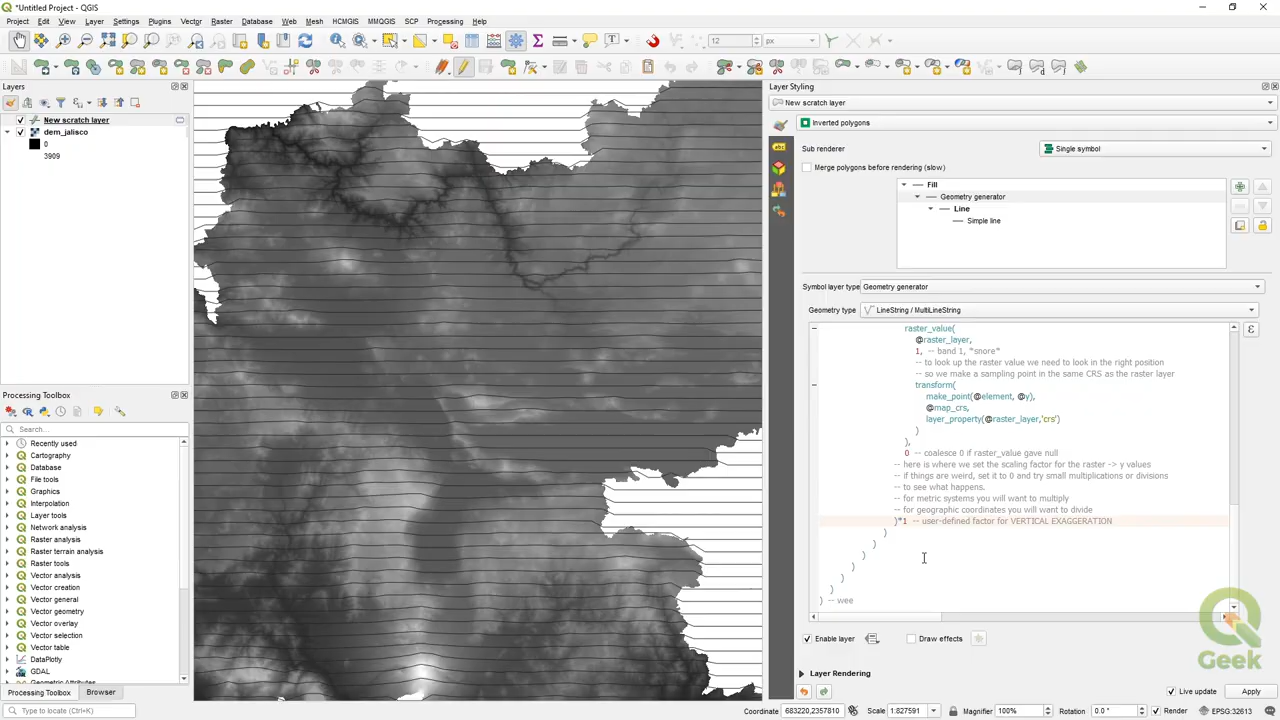 *Untitled Project — QGIS
Project Edit View Layer Settings Plugins Vector Raster Database Web Mesh HCMGIS MMQGIS SCP Processing Help
12 px
Layers
New scratch layer
dem_jalisco
0
3909
Processing Toolbox
Search...
Recently used
Cartography
Database
File tools
Graphics
Interpolation
Layer tools
Network analysis
Raster analysis
Raster terrain analysis
Raster tools
Vector analysis
Vector creation
Vector general
Vector geometry
Vector overlay
Vector selection
Vector table
DataPlotly
GDAL
Geometric Attributes
Processing Toolbox Browser
Layer Styling
New scratch layer
Inverted polygons
abc
Sub renderer Single symbol
Merge polygons before rendering (slow)
Fill
Geometry generator
Line
Simple line
Symbol layer type Geometry generator
Geometry type LineString / MultiLineString
raster_value(
@raster_layer,
1, -- band 1, *snore*
-- to look up the raster value we need to look in the right position
-- so we make a sampling point in the same CRS as the raster layer
transform(
make_point(@element, @y),
@map_crs,
layer_property(@raster_layer,'crs')
)
),
0 -- coalesce 0 if raster_value gave null
-- here is where we set the scaling factor for the raster -> y values
-- if things are weird, set it to 0 and try small multiplications or divisions
-- to see what happens.
-- for metric systems you will want to multiply
-- for geographic coordinates you will want to divide
)*1 -- user-defined factor for VERTICAL EXAGGERATION
)
)
)
)
)
)
) -- wee
ε
Enable layer Draw effects
Layer Rendering
Live update Apply
Geek
Type to locate (Ctrl+K) Coordinate 683220,2357810 Scale 1:827591 Magnifier 100% Rotation 0.0 ° Render EPSG:32613